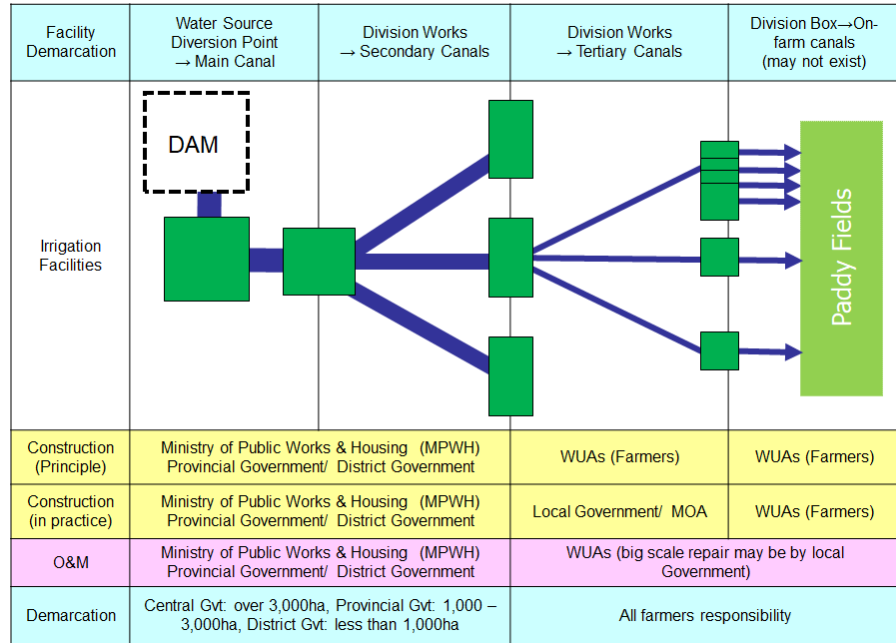 Facility
Demarcation
Water Source
Diversion Point
→ Main Canal
Division Works
→ Secondary Canals
Division Works
→ Tertiary Canals
Division Box→On-
farm canals
(may not exist)
Irrigation
Facilities
DAM
Paddy Fields
Construction
(Principle)
Ministry of Public Works & Housing (MPWH)
Provincial Government/ District Government
WUAs (Farmers)
WUAs (Farmers)
Construction
(in practice)
Ministry of Public Works & Housing (MPWH)
Provincial Government/ District Government
Local Government/ MOA
WUAs (Farmers)
O&M
Ministry of Public Works & Housing (MPWH)
Provincial Government/ District Government
WUAs (big scale repair may be by local
Government)
Demarcation
Central Gvt: over 3,000ha, Provincial Gvt: 1,000 –
3,000ha, District Gvt: less than 1,000ha
All farmers responsibility